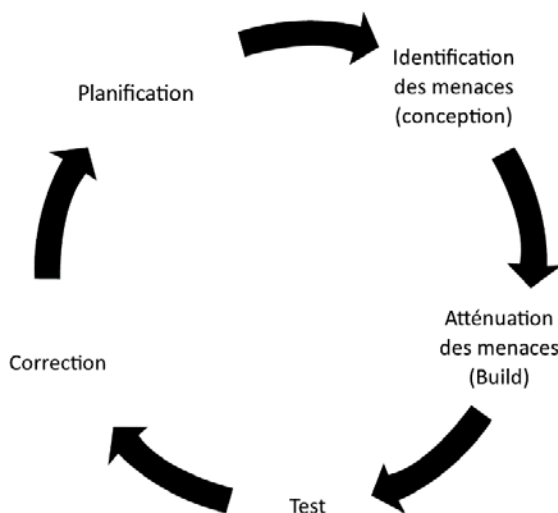 Planification
Identification
des menaces
(conception)
Atténuation
des menaces
(Build)
Test
Correction